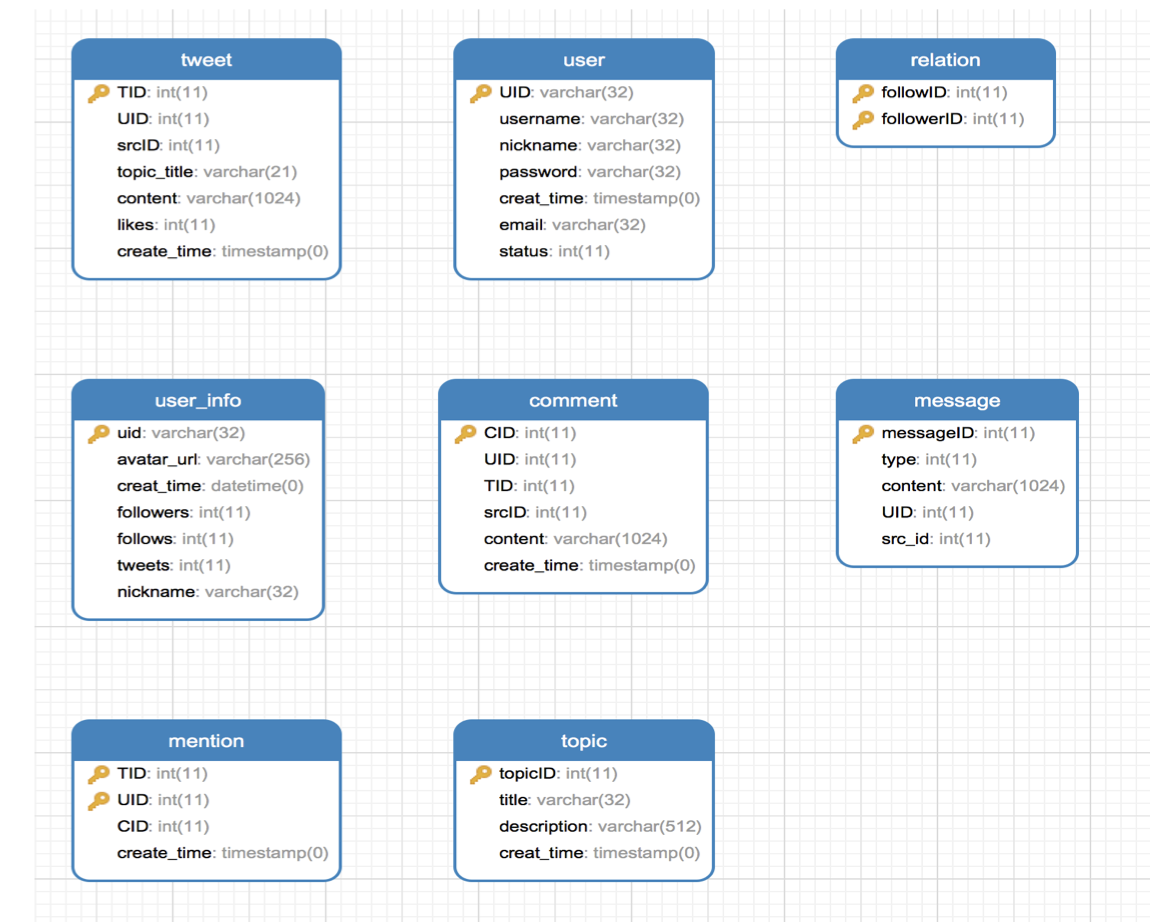 tweet
TID: int(11)
UID: int(11)
srcID: int(11)
topic_title: varchar(21)
content: varchar(1024)
likes: int(11)
create_time: timestamp(0)
user
UID: varchar(32)
username: varchar(32)
nickname: varchar(32)
password: varchar(32)
creat_time: timestamp(0)
email: varchar(32)
status: int(11)
relation
followID: int(11)
followerID: int(11)
user_info
uid: varchar(32)
avatar_url: varchar(256)
creat_time: datetime(0)
followers: int(11)
follows: int(11)
tweets: int(11)
nickname: varchar(32)
comment
CID: int(11)
UID: int(11)
TID: int(11)
srcID: int(11)
content: varchar(1024)
create_time: timestamp(0)
message
messageID: int(11)
type: int(11)
content: varchar(1024)
UID: int(11)
src_id: int(11)
mention
TID: int(11)
UID: int(11)
CID: int(11)
create_time: timestamp(0)
topic
topicID: int(11)
title: varchar(32)
description: varchar(512)
creat_time: timestamp(0)